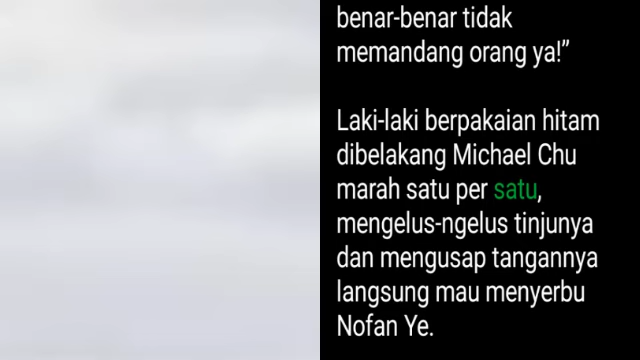 benar-benar tidak
memandang orang ya!”
Laki-laki berpakaian hitam
dibelakang Michael Chu
marah satu per satu,
mengelus-ngelus tinjunya
dan mengusap tangannya
langsung mau menyerbu
Nofan Ye.